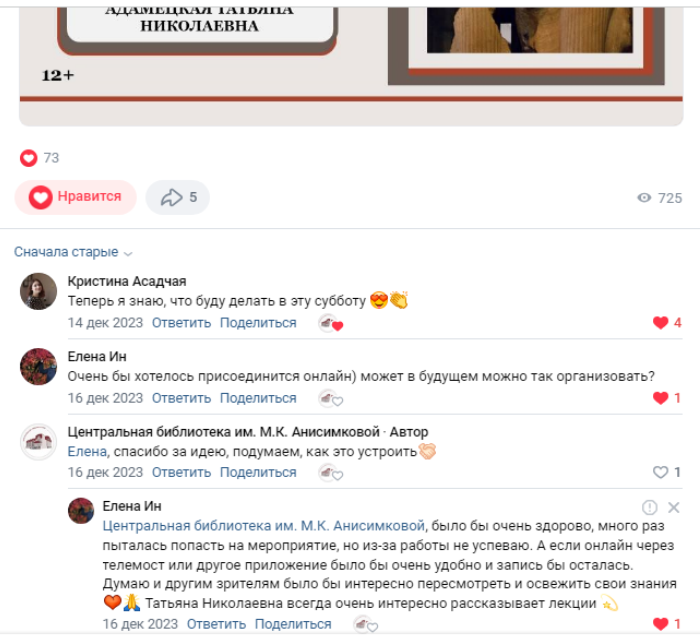 АДАМЕЦКАЯ ТАТЬЯНА
НИКОЛАЕВНА
12+
73
Нравится
5
725
Сначала старые
Кристина Асадчая
Теперь я знаю, что буду делать в эту субботу 😍👏
14 дек 2023 Ответить Поделиться
4
Елена Ин
Очень бы хотелось присоединится онлайн) может в будущем можно так организовать?
16 дек 2023 Ответить Поделиться
1
Центральная библиотека им. М.К. Анисимковой · Автор
Елена, спасибо за идею, подумаем, как это устроить🫶🏻
16 дек 2023 Ответить Поделиться
1
Елена Ин
Центральная библиотека им. М.К. Анисимковой, было бы очень здорово, много раз
пыталась попасть на мероприятие, но из-за работы не успеваю. А если онлайн через
телемост или другое приложение было бы очень удобно и запись бы осталась.
Думаю и другим зрителям было бы интересно пересмотреть и освежить свои знания
❤️🙏 Татьяна Николаевна всегда очень интересно рассказывает лекции 💫
16 дек 2023 Ответить Поделиться
1